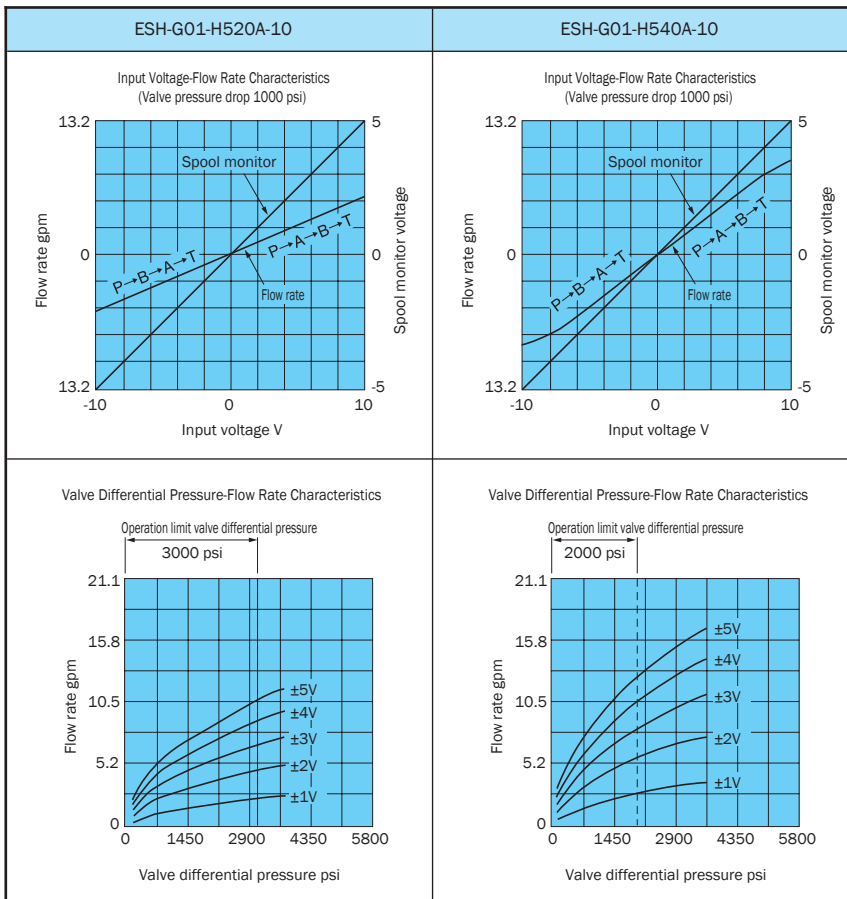 ESH-G01-H520A-10
ESH-G01-H540A-10
Input Voltage-Flow Rate Characteristics
(Valve pressure drop 1000 psi)
13.2
0
13.2
Flow rate gpm
5
0
-5
Spool monitor voltage
Spool monitor
P→B→A→T
P→A→B→T
Flow rate
-10
0
10
Input voltage V
Input Voltage-Flow Rate Characteristics
(Valve pressure drop 1000 psi)
13.2
0
13.2
Flow rate gpm
5
0
-5
Spool monitor voltage
Spool monitor
P→B→A→T
P→A→B→T
Flow rate
-10
0
10
Input voltage V
Valve Differential Pressure-Flow Rate Characteristics
Operation limit valve differential pressure
3000 psi
21.1
15.8
10.5
5.2
0
Flow rate gpm
±5V
±4V
±3V
±2V
±1V
0
1450
2900
4350
5800
Valve differential pressure psi
Valve Differential Pressure-Flow Rate Characteristics
Operation limit valve differential pressure
2000 psi
21.1
15.8
10.5
5.2
0
Flow rate gpm
±5V
±4V
±3V
±2V
±1V
0
1450
2900
4350
5800
Valve differential pressure psi